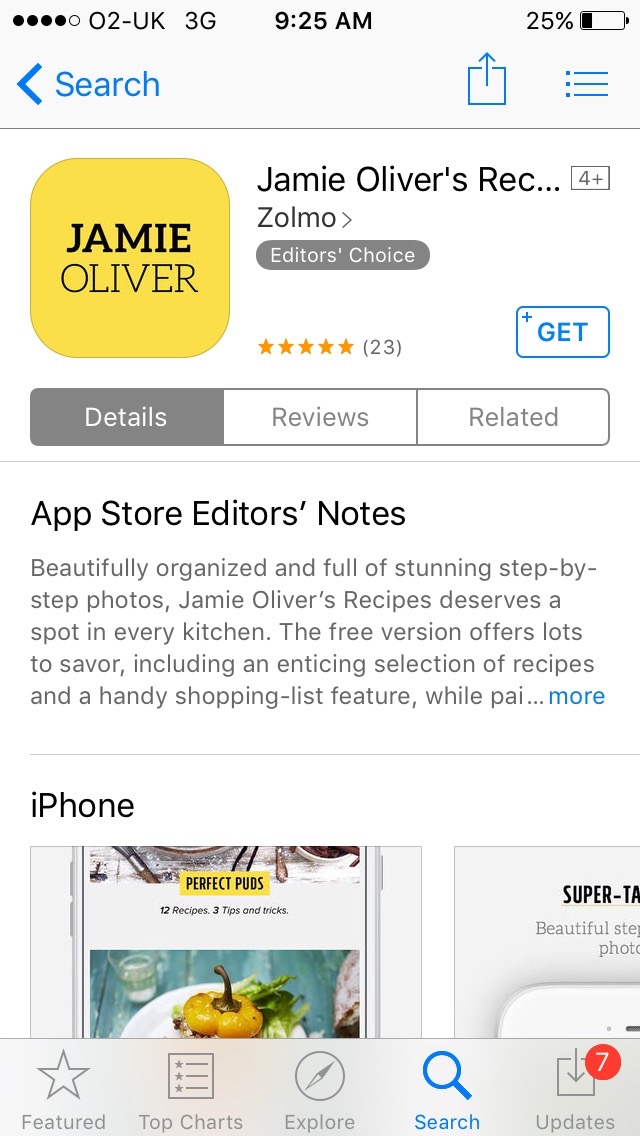 O2-UK 3G 9:25 AM 25%
Search
JAMIE
OLIVER
Jamie Oliver's Rec... 4+
Zolmo
Editors' Choice
(23)
+ GET
Details Reviews Related
App Store Editors’ Notes
Beautifully organized and full of stunning step-by-
step photos, Jamie Oliver’s Recipes deserves a
spot in every kitchen. The free version offers lots
to savor, including an enticing selection of recipes
and a handy shopping-list feature, while pai... more
iPhone
PERFECT PUDS
12 Recipes. 3 Tips and tricks.
SUPER-TA
Beautiful step
photo
7
Featured Top Charts Explore Search Updates